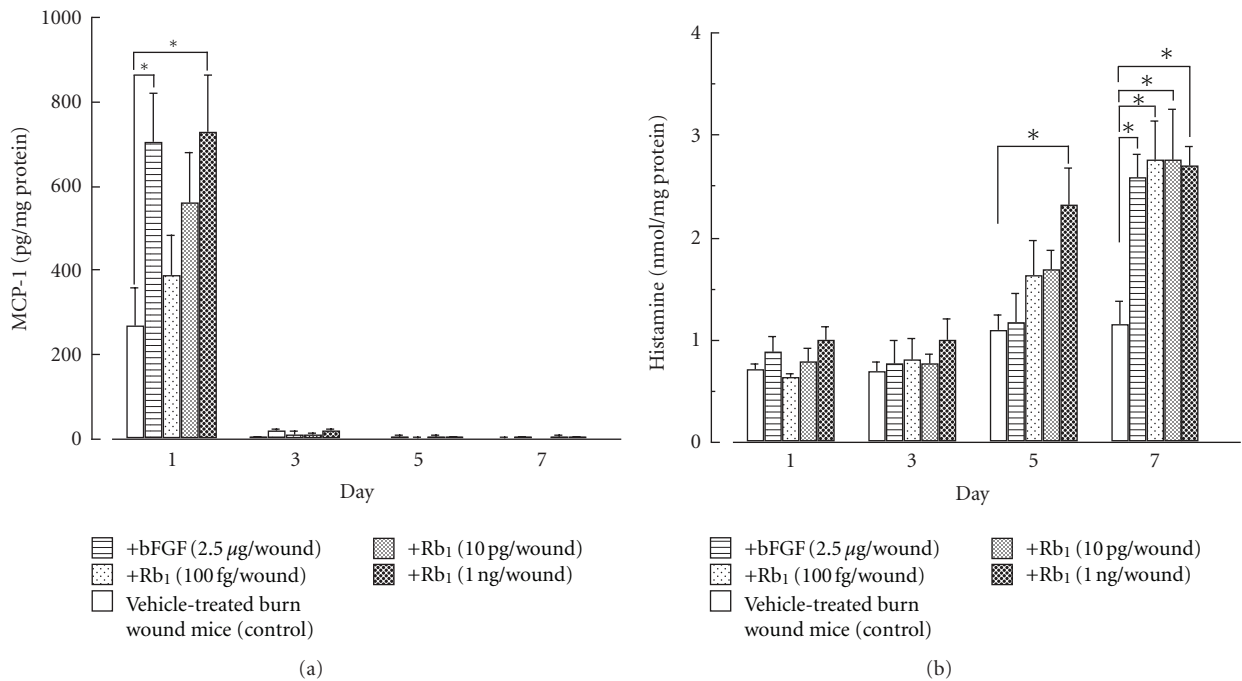 1000
800
600
400
200
0
MCP-1 (pg/mg protein)
*
*
1
3
5
7
Day
+bFGF (2.5 µg/wound)
+Rb₁ (100 fg/wound)
Vehicle-treated burn
wound mice (control)
+Rb₁ (10 pg/wound)
+Rb₁ (1 ng/wound)
(a)
4
3
2
1
0
Histamine (nmol/mg protein)
*
*
*
*
*
1
3
5
7
Day
+bFGF (2.5 µg/wound)
+Rb₁ (100 fg/wound)
Vehicle-treated burn
wound mice (control)
+Rb₁ (10 pg/wound)
+Rb₁ (1 ng/wound)
(b)